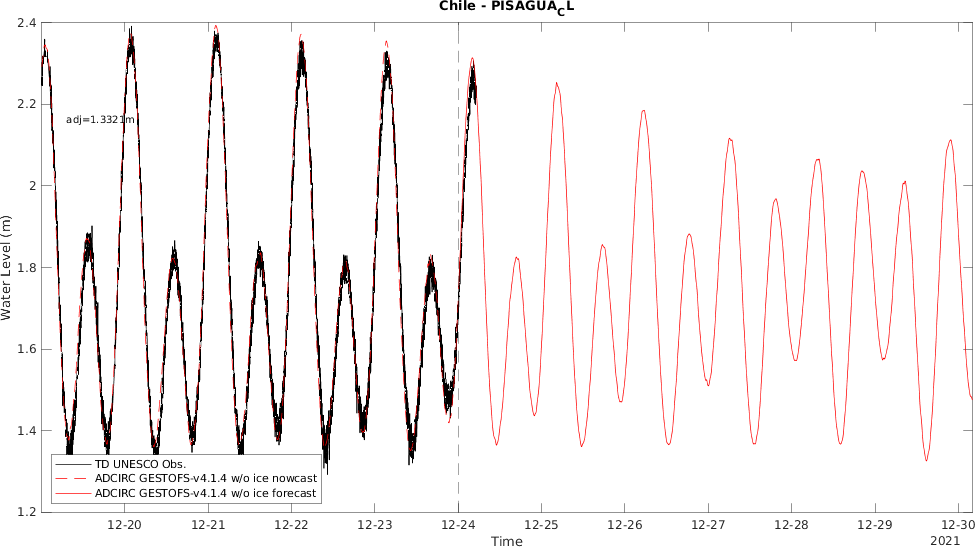 Chile - PISAGUA_CL
2.4
2.2
2
1.8
1.6
1.4
1.2
Water Level (m)
adj=1.3321m
TD UNESCO Obs.
ADCIRC GESTOFS-v4.1.4 w/o ice nowcast
ADCIRC GESTOFS-v4.1.4 w/o ice forecast
12-20 12-21 12-22 12-23 12-24 12-25 12-26 12-27 12-28 12-29 12-30
Time
2021